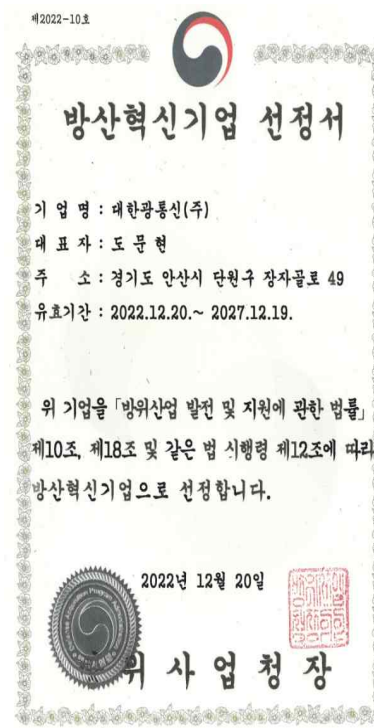 제2022-10호
방산혁신기업 선정서
기 업 명 : 대한광통신(주)
대 표 자 : 도 문 현
주 소 : 경기도 안산시 단원구 장자골로 49
유효기간 : 2022.12.20.~ 2027.12.19.
위 기업을 「방위산업 발전 및 지원에 관한 법률」
제10조, 제18조 및 같은 법 시행령 제12조에 따라
방산혁신기업으로 선정합니다.
2022년 12월 20일
위 사 업 청 장